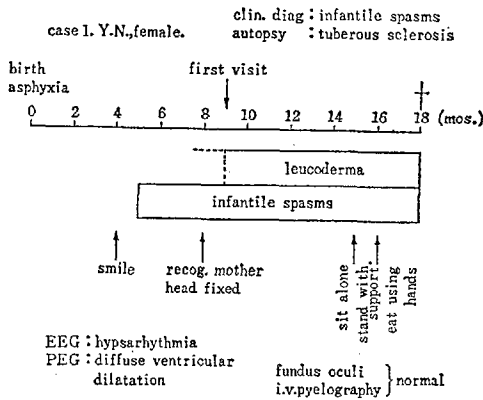 case 1. Y.N.,female.
clin. diag : infantile spasms
autopsy : tuberous sclerosis
birth
asphyxia
first visit
0 2 4 6 8 10 12 14 16 18 (mos.)
leucoderma
infantile spasms
smile
recog. mother
head fixed
sit alone
stand with
support.
eat using
hands
EEG : hypsarhythmia
PEG : diffuse ventricular
dilatation
fundus oculi
i.v.pyelography
normal